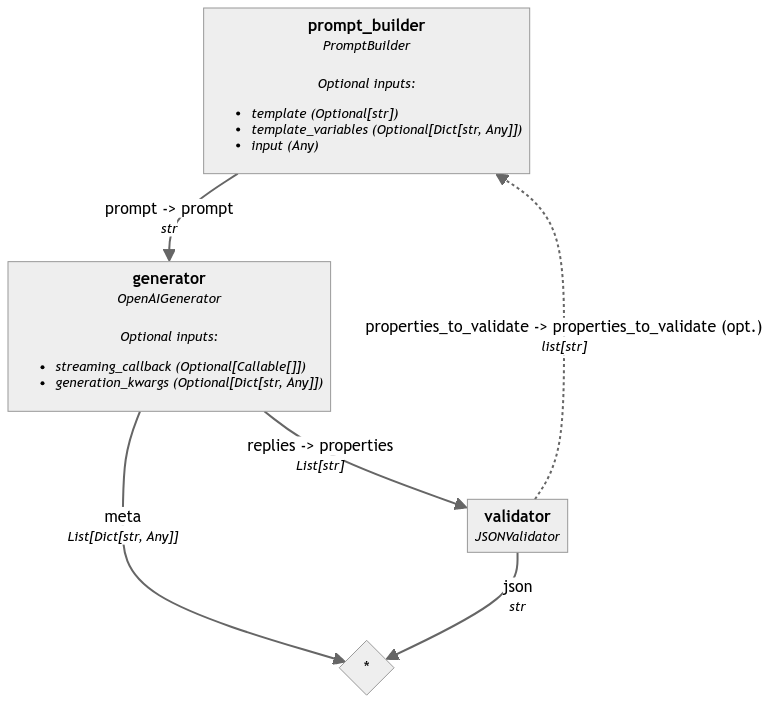 prompt_builder
PromptBuilder
Optional inputs:
• template (Optional[str])
• template_variables (Optional[Dict[str, Any]])
• input (Any)
prompt -> prompt
str
generator
OpenAIGenerator
Optional inputs:
• streaming_callback (Optional[Callable[]])
• generation_kwargs (Optional[Dict[str, Any]])
properties_to_validate -> properties_to_validate (opt.)
list[str]
replies -> properties
List[str]
meta
List[Dict[str, Any]]
validator
JSONValidator
json
str
*